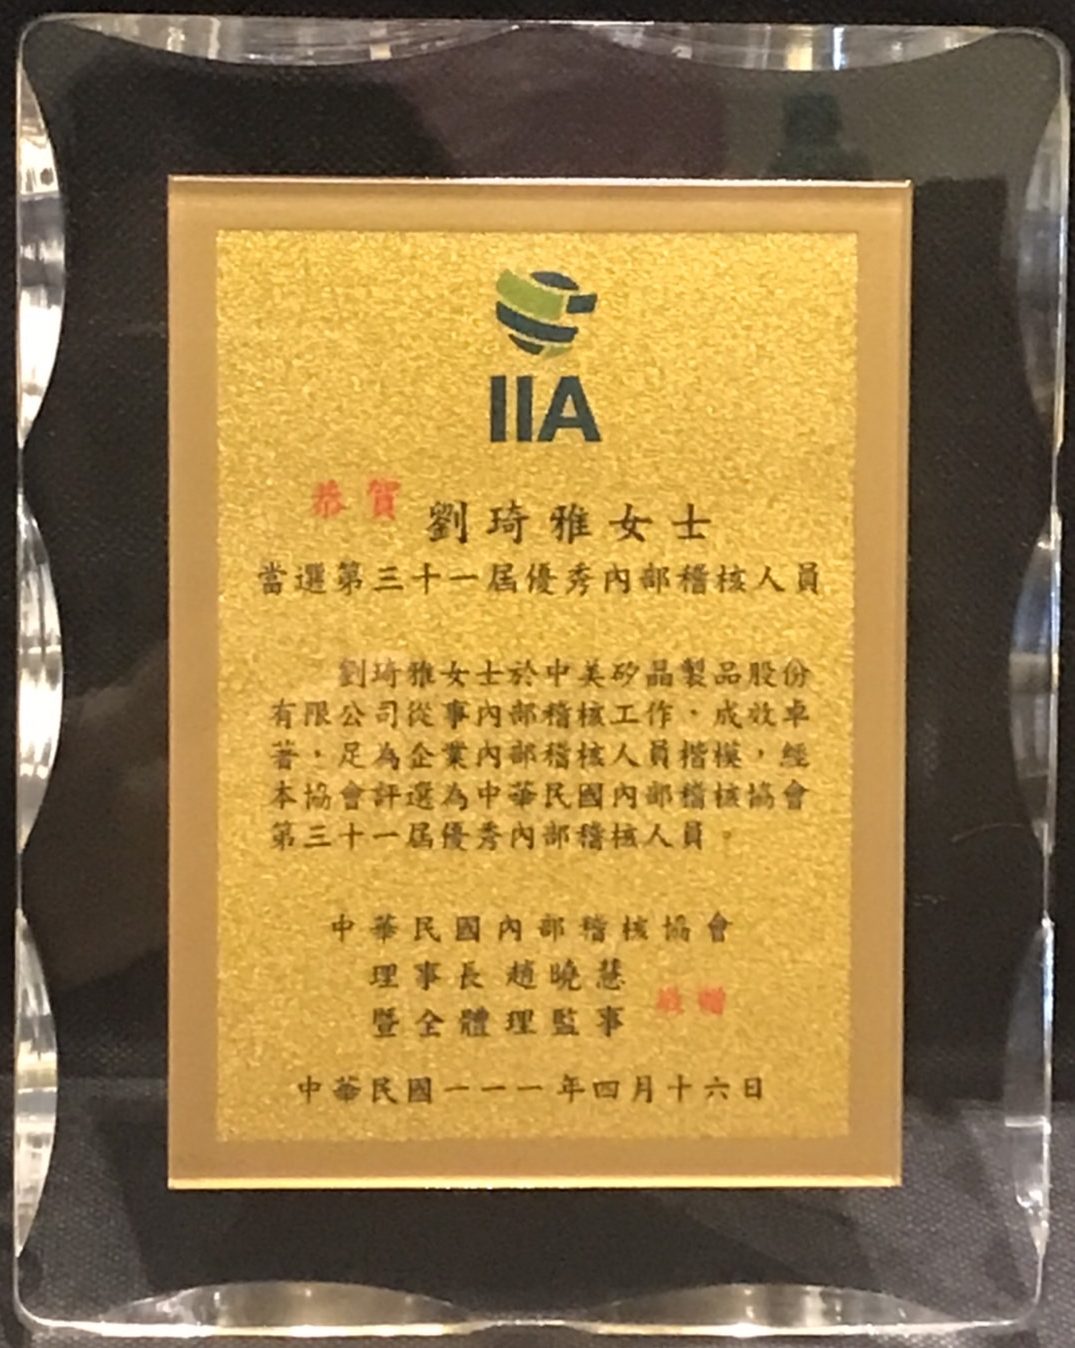 IIA
恭賀 劉琦雅女士
當選第三十一屆優秀內部稽核人員
劉琦雅女士於中美矽晶製品股份
有限公司從事內部稽核工作，成效卓
著，足為企業內部稽核人員楷模，經
本協會評選為中華民國內部稽核協會
第三十一屆優秀內部稽核人員。
中華民國內部稽核協會
理事長 趙曉慧
暨全體理監事 敬贈
中華民國一一一年四月十六日